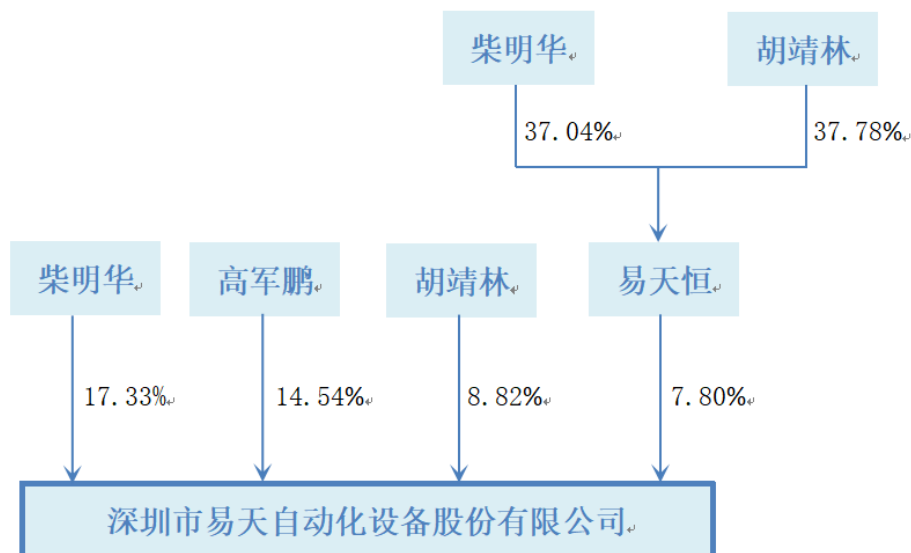 柴明华
胡靖林
37.04%
37.78%
柴明华
高军鹏
胡靖林
易天恒
17.33%
14.54%
8.82%
7.80%
深圳市易天自动化设备股份有限公司